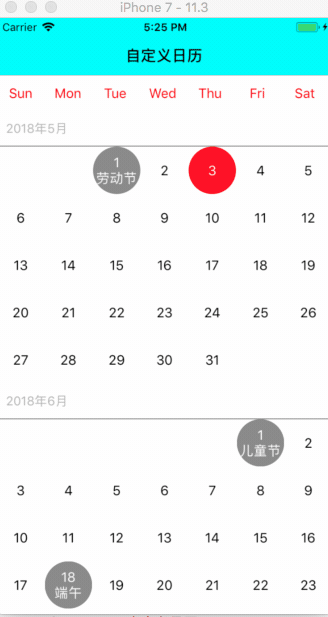 iPhone 7 - 11.3
Carrier 5:25 PM
自定义日历
Sun Mon Tue Wed Thu Fri Sat
2018年5月
1 2 3 4 5
劳动节
6 7 8 9 10 11 12
13 14 15 16 17 18 19
20 21 22 23 24 25 26
27 28 29 30 31
2018年6月
1 2
儿童节
3 4 5 6 7 8 9
10 11 12 13 14 15 16
17 18 19 20 21 22 23
端午